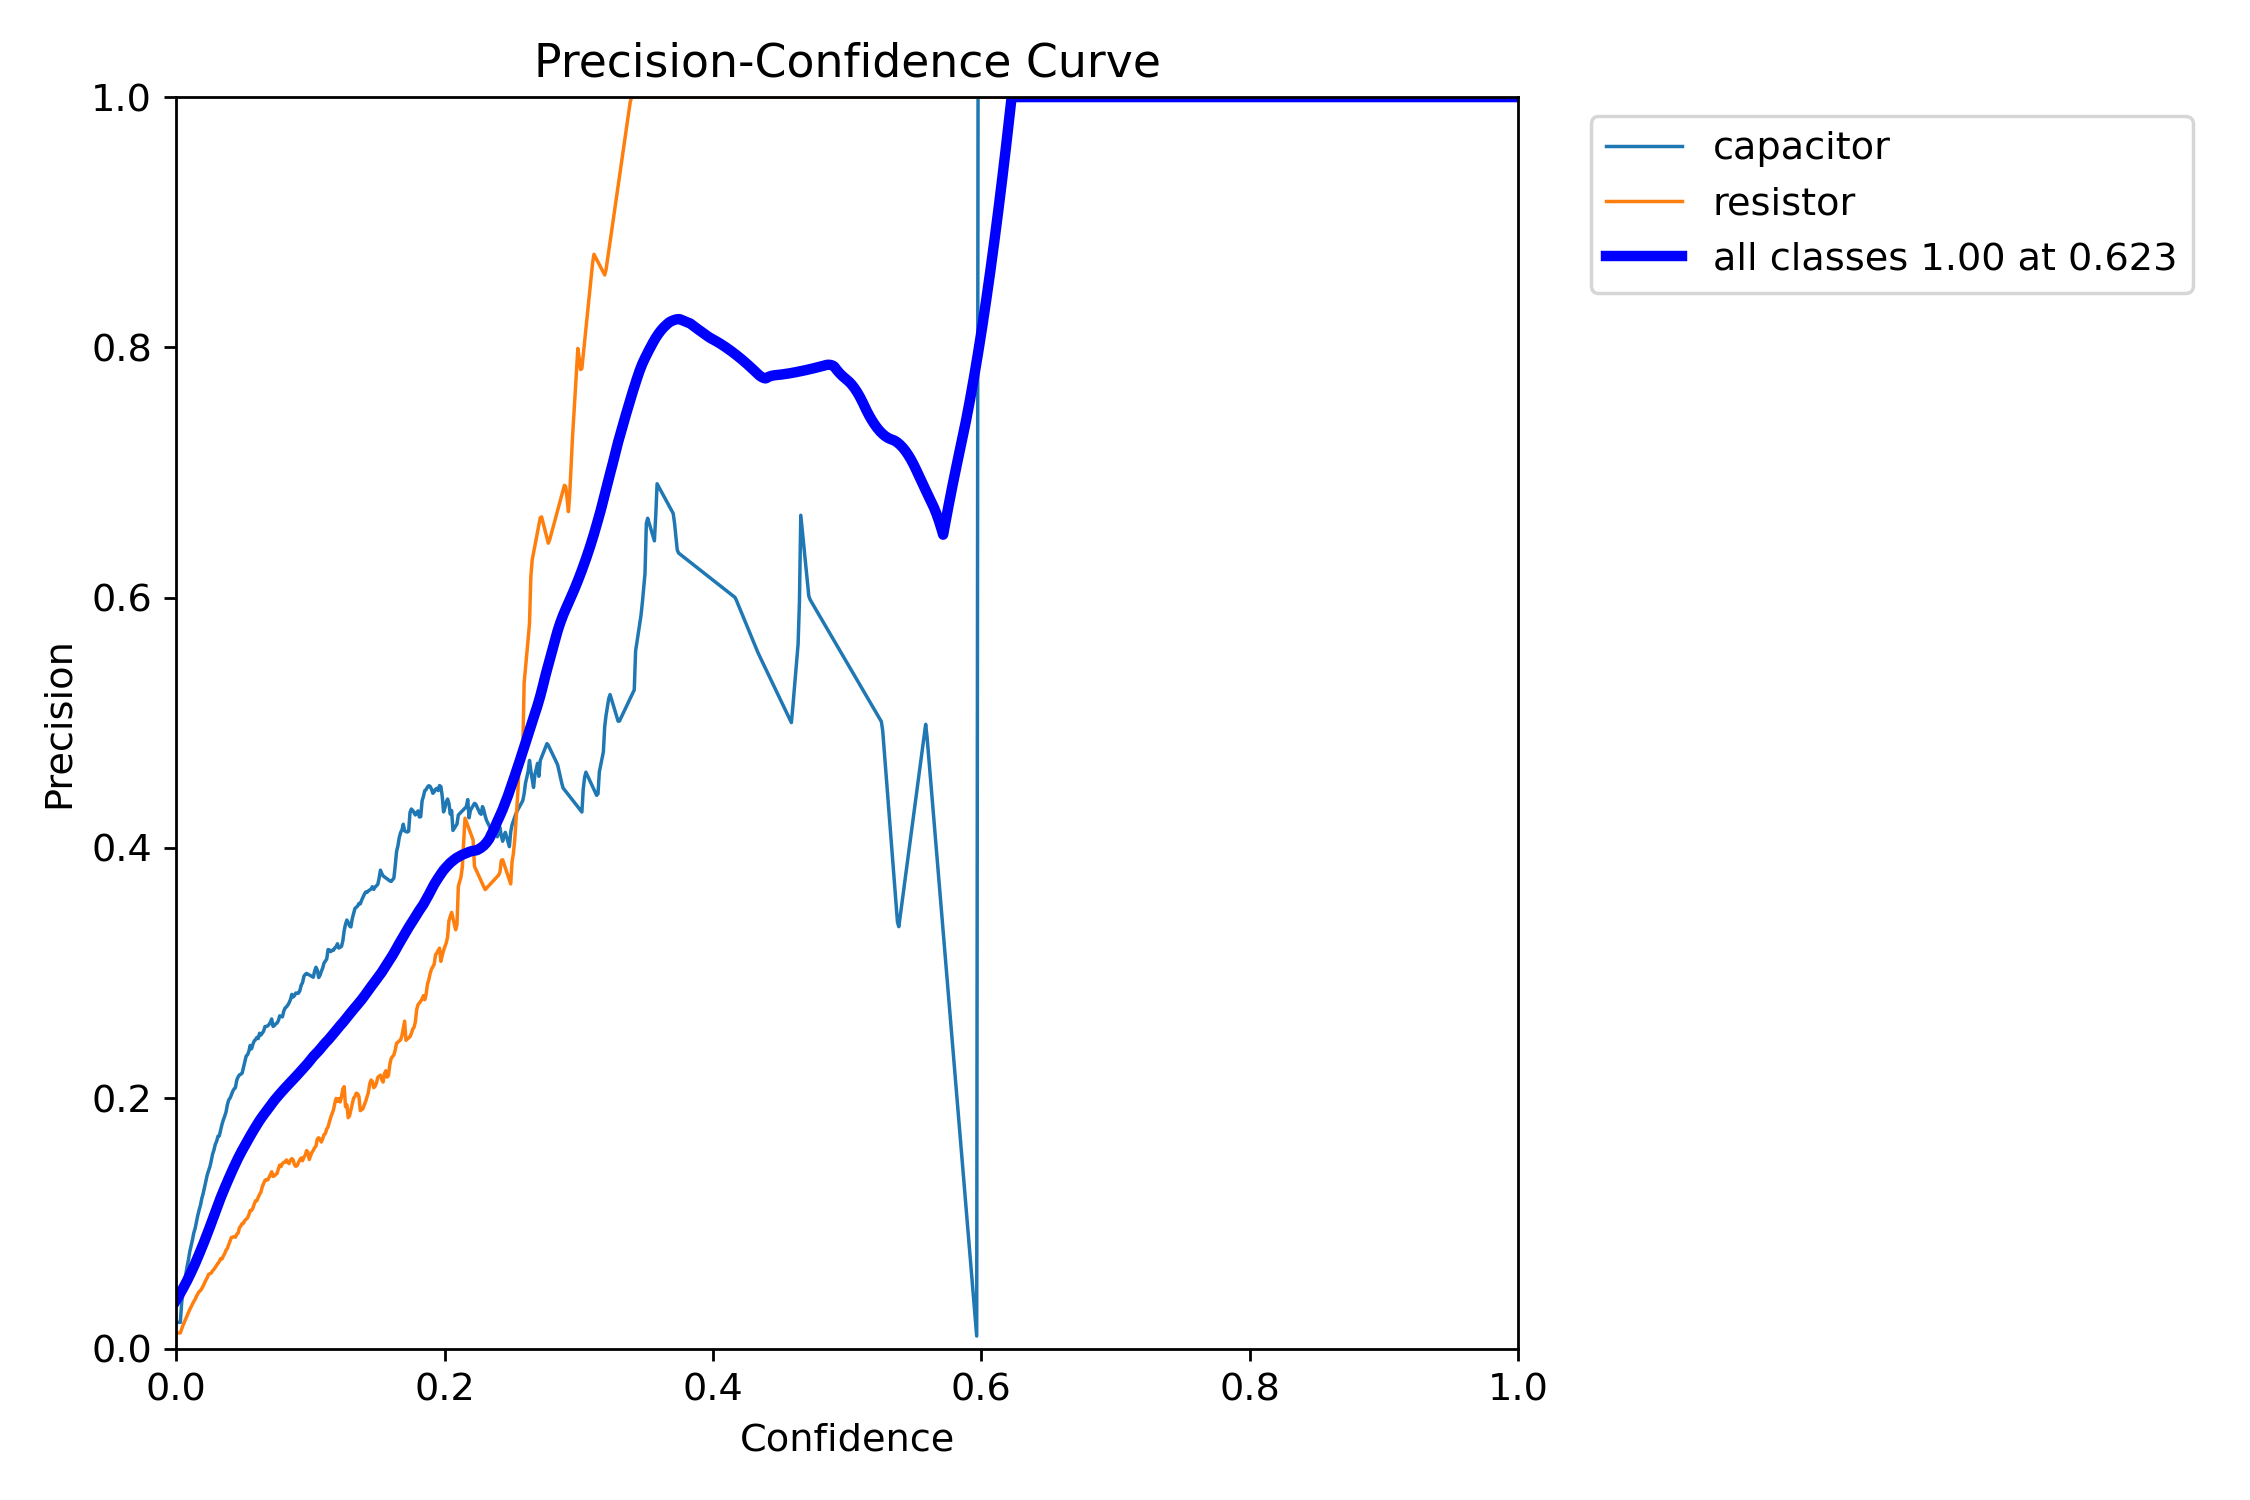 Precision-Confidence Curve
1.0
0.8
0.6
0.4
0.2
0.0
Precision
0.0 0.2 0.4 0.6 0.8 1.0
Confidence
capacitor
resistor
all classes 1.00 at 0.623